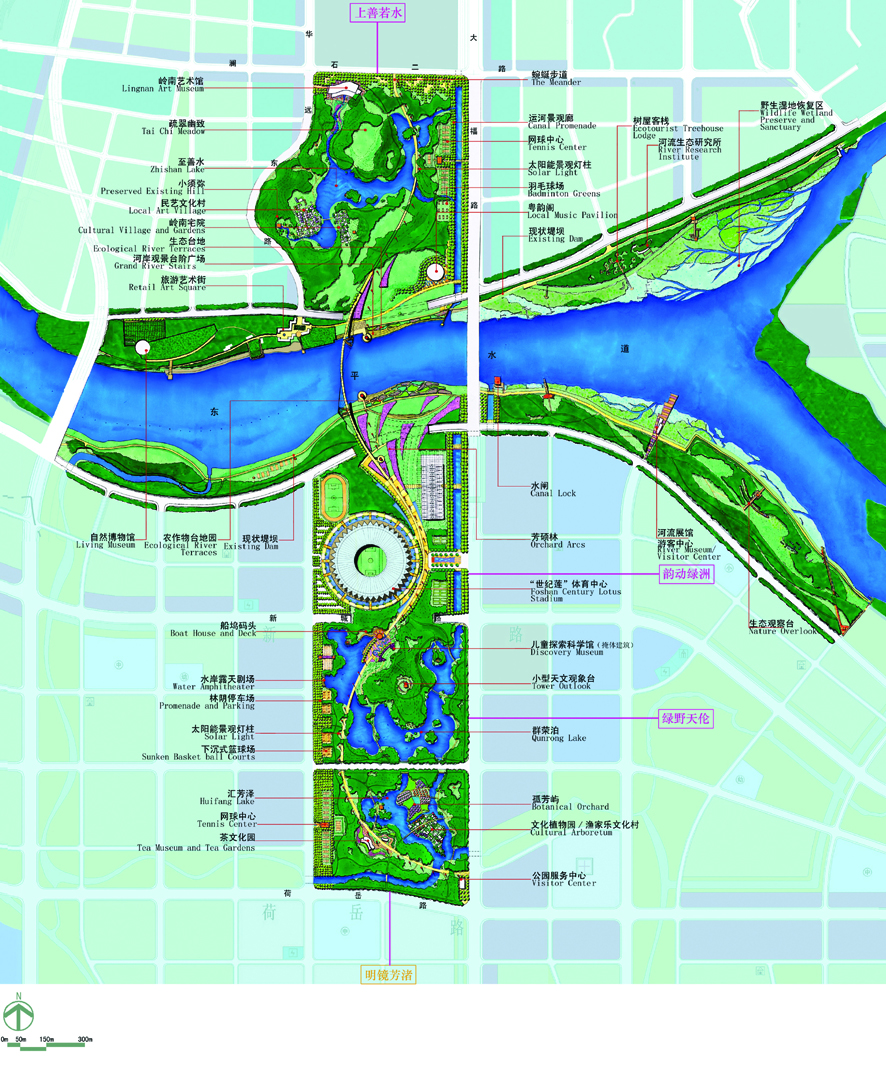 上善若水
华
大
澜
石
二
路
岭南艺术馆
Lingnan Art Museum
蜿蜒步道
The Meander
远
疏翠幽致
Tai Chi Meadow
运河景观廊
Canal Promenade
福
树屋客栈
Ecotourist Treehouse
Lodge
野生湿地恢复区
Wildlife Wetland
Preserve and
Sanctuary
网球中心
Tennis Center
河流生态研究所
River Research
Institute
东
至善水
Zhishan Lake
太阳能景观灯柱
Solar Light
小须弥
Preserved Existing Hill
羽毛球场
Badminton Greens
民艺文化村
Local Art Village
路
粤韵阁
Local Music Pavilion
岭南宅院
Cultural Village and Gardens
现状堤坝
Existing Dam
生态台地
Ecological River Terraces
路
河岸观景台阶广场
Grand River Stairs
旅游艺术街
Retail Art Square
东
平
水
道
水闸
Canal Lock
自然博物馆
Living Museum
农作物台地园
Ecological River
Terraces
现状堤坝
Existing Dam
芳硕林
Orchard Arcs
河流展馆
游客中心
River Museum/
Visitor Center
韵动绿洲
“世纪莲”体育中心
Foshan Century Lotus
Stadium
新
城
路
新
路
船坞码头
Boat House and Deck
生态观察台
Nature Overlook
儿童探索科学馆（掩体建筑）
Discovery Museum
水岸露天剧场
Water Amphitheater
小型天文观象台
Tower Outlook
林阴停车场
Promenade and Parking
绿野天伦
太阳能景观灯柱
Solar Light
群荣泊
Qunrong Lake
下沉式篮球场
Sunken Basket ball Courts
汇芳泽
Huifang Lake
孤芳屿
Botanical Orchard
网球中心
Tennis Center
文化植物园／渔家乐文化村
Cultural Arboretum
茶文化园
Tea Museum and Tea Gardens
公园服务中心
Visitor Center
荷
岳
路
荷
岳
路
明镜芳渚
N
0m 50m 150m 300m